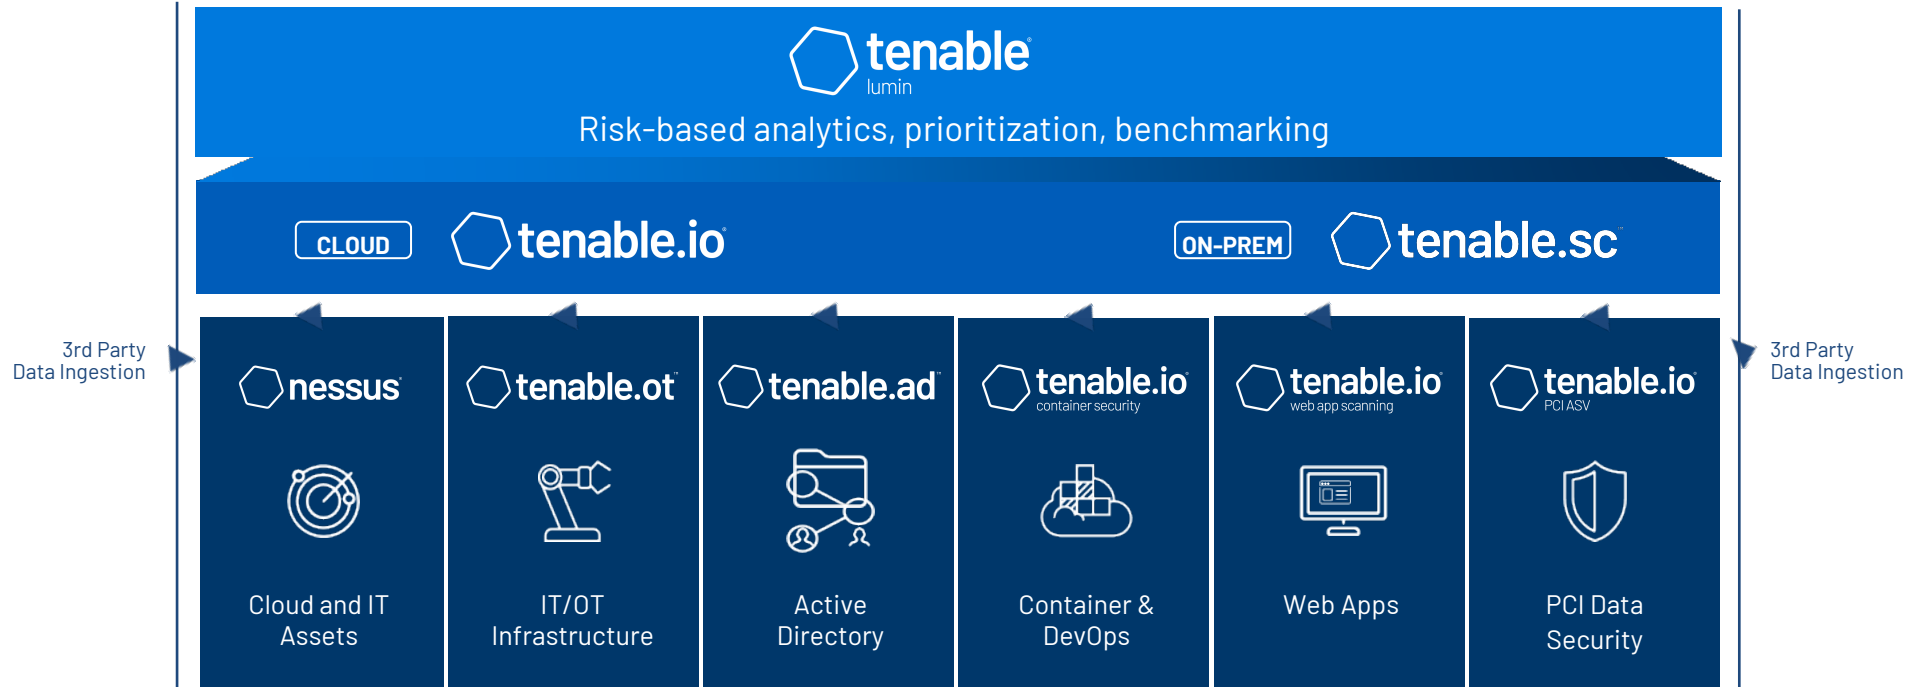 tenable
lumin
Risk-based analytics, prioritization, benchmarking
CLOUD
tenable.io
ON-PREM
tenable.sc
3rd Party
Data Ingestion
nessus
tenable.ot
tenable.ad
tenable.io
container security
tenable.io
web app scanning
tenable.io
PCI ASV
3rd Party
Data Ingestion
Cloud and IT
Assets
IT/OT
Infrastructure
Active
Directory
Container &
DevOps
Web Apps
PCI Data
Security